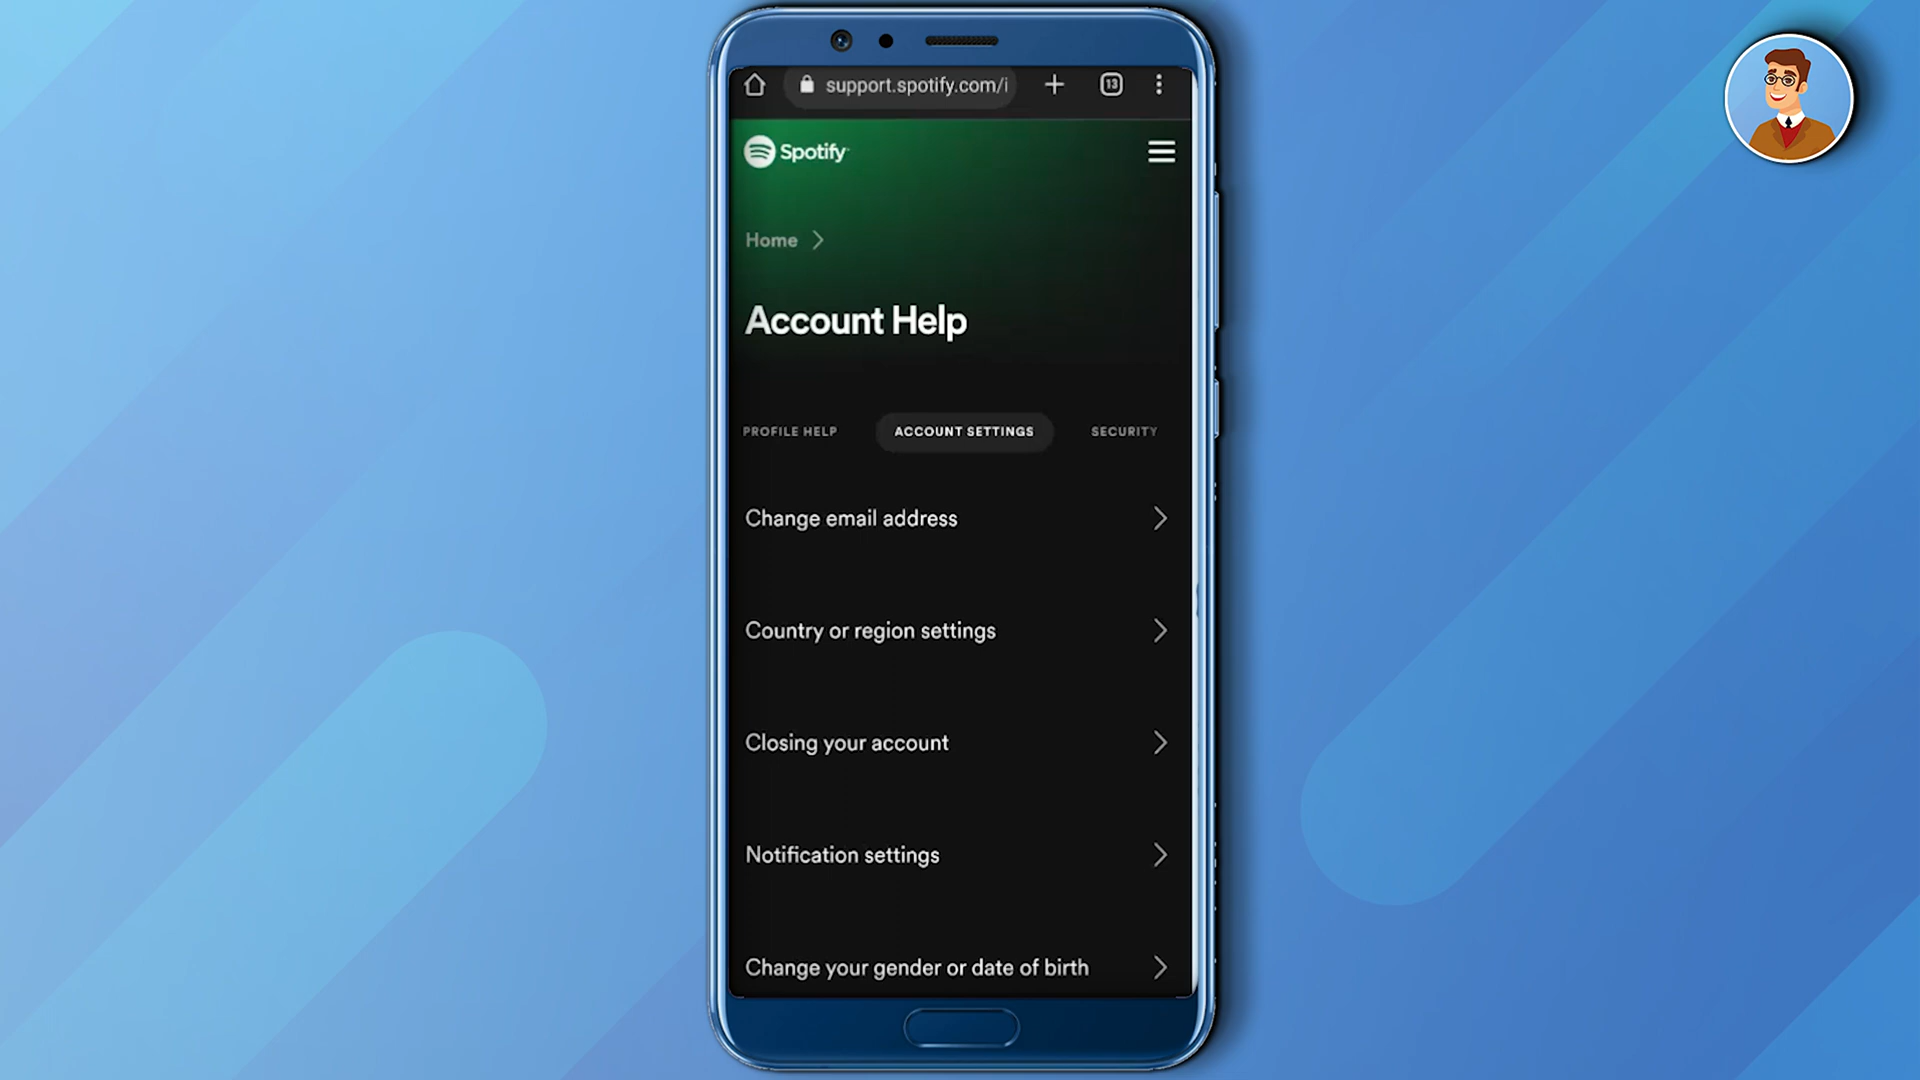 support.spotify.com/i
13
Spotify
Home
Account Help
PROFILE HELP
ACCOUNT SETTINGS
SECURITY
Change email address
Country or region settings
Closing your account
Notification settings
Change your gender or date of birth